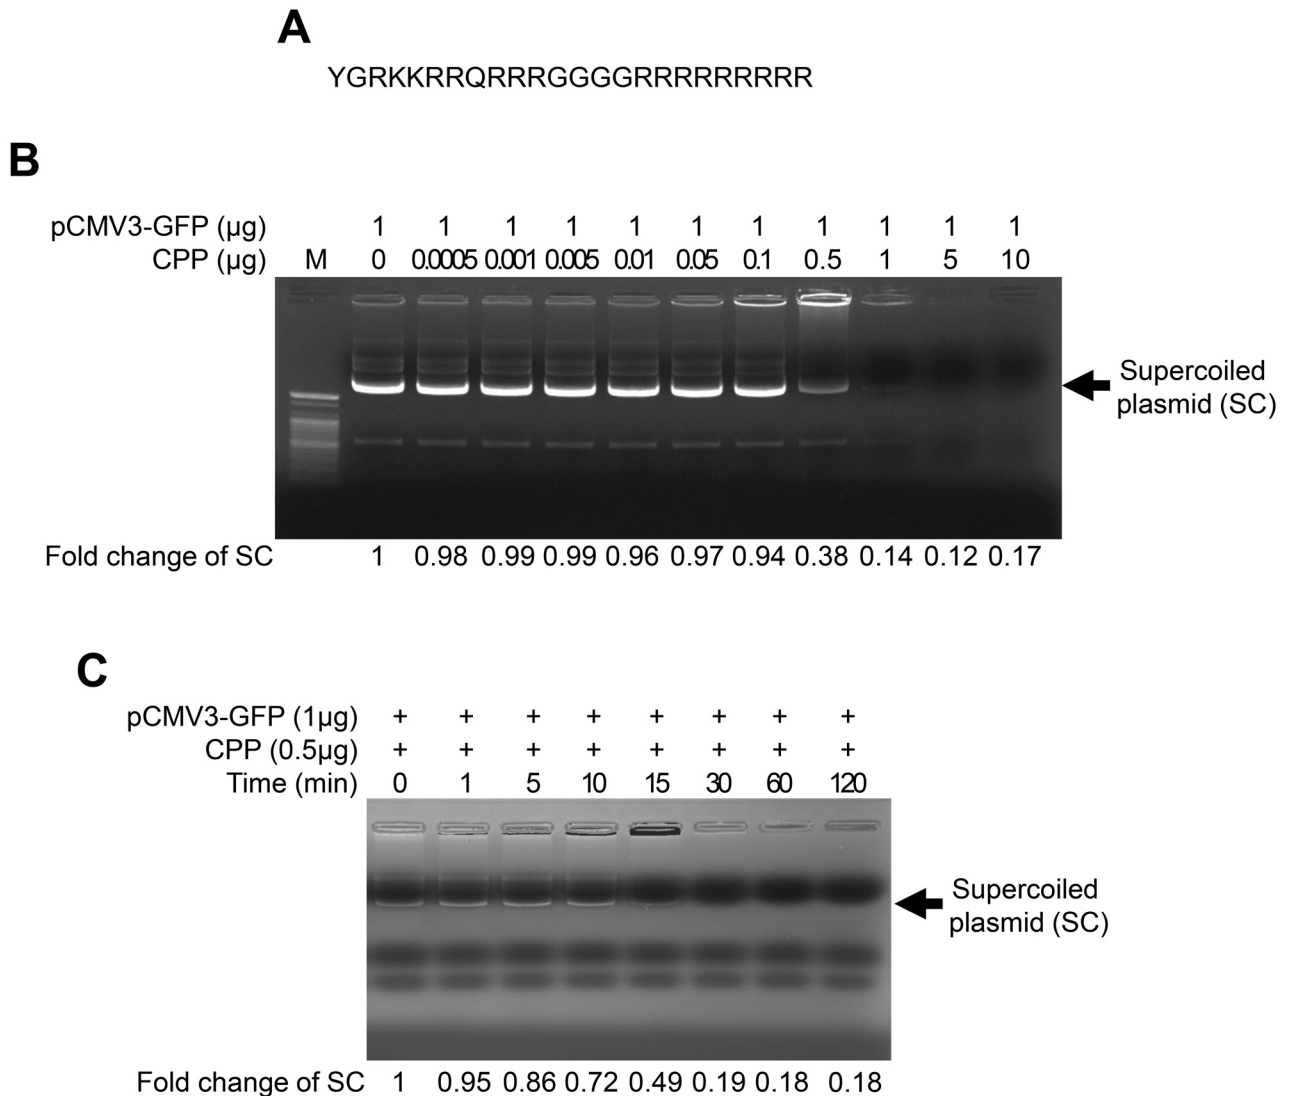 A
YGRKKRRQRRRGGGGRRRRRRRRR
B
pCMV3-GFP (µg) 1 1 1 1 1 1 1 1 1 1 1
CPP (µg) M 0 0.0005 0.001 0.005 0.01 0.05 0.1 0.5 1 5 10
Supercoiled
plasmid (SC)
Fold change of SC 1 0.98 0.99 0.99 0.96 0.97 0.94 0.38 0.14 0.12 0.17
C
pCMV3-GFP (1µg) + + + + + + + +
CPP (0.5µg) + + + + + + + +
Time (min) 0 1 5 10 15 30 60 120
Supercoiled
plasmid (SC)
Fold change of SC 1 0.95 0.86 0.72 0.49 0.19 0.18 0.18